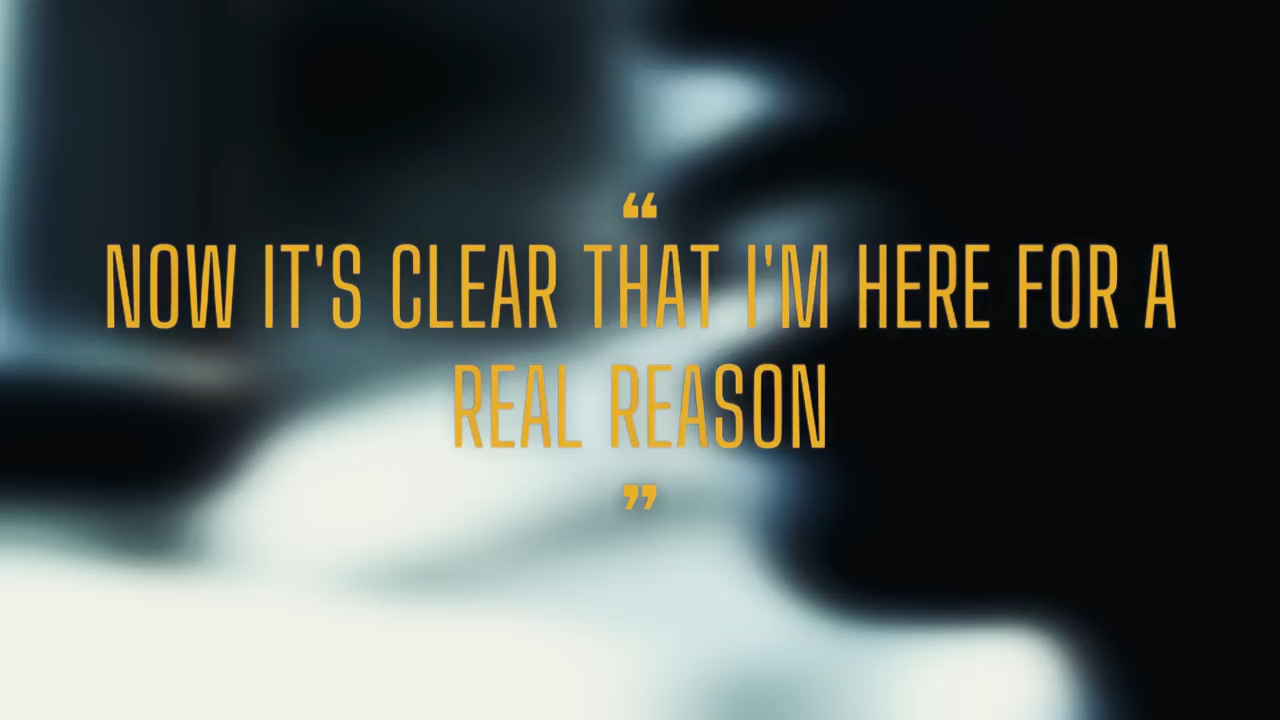 “
NOW IT'S CLEAR THAT I'M HERE FOR A
REAL REASON
”